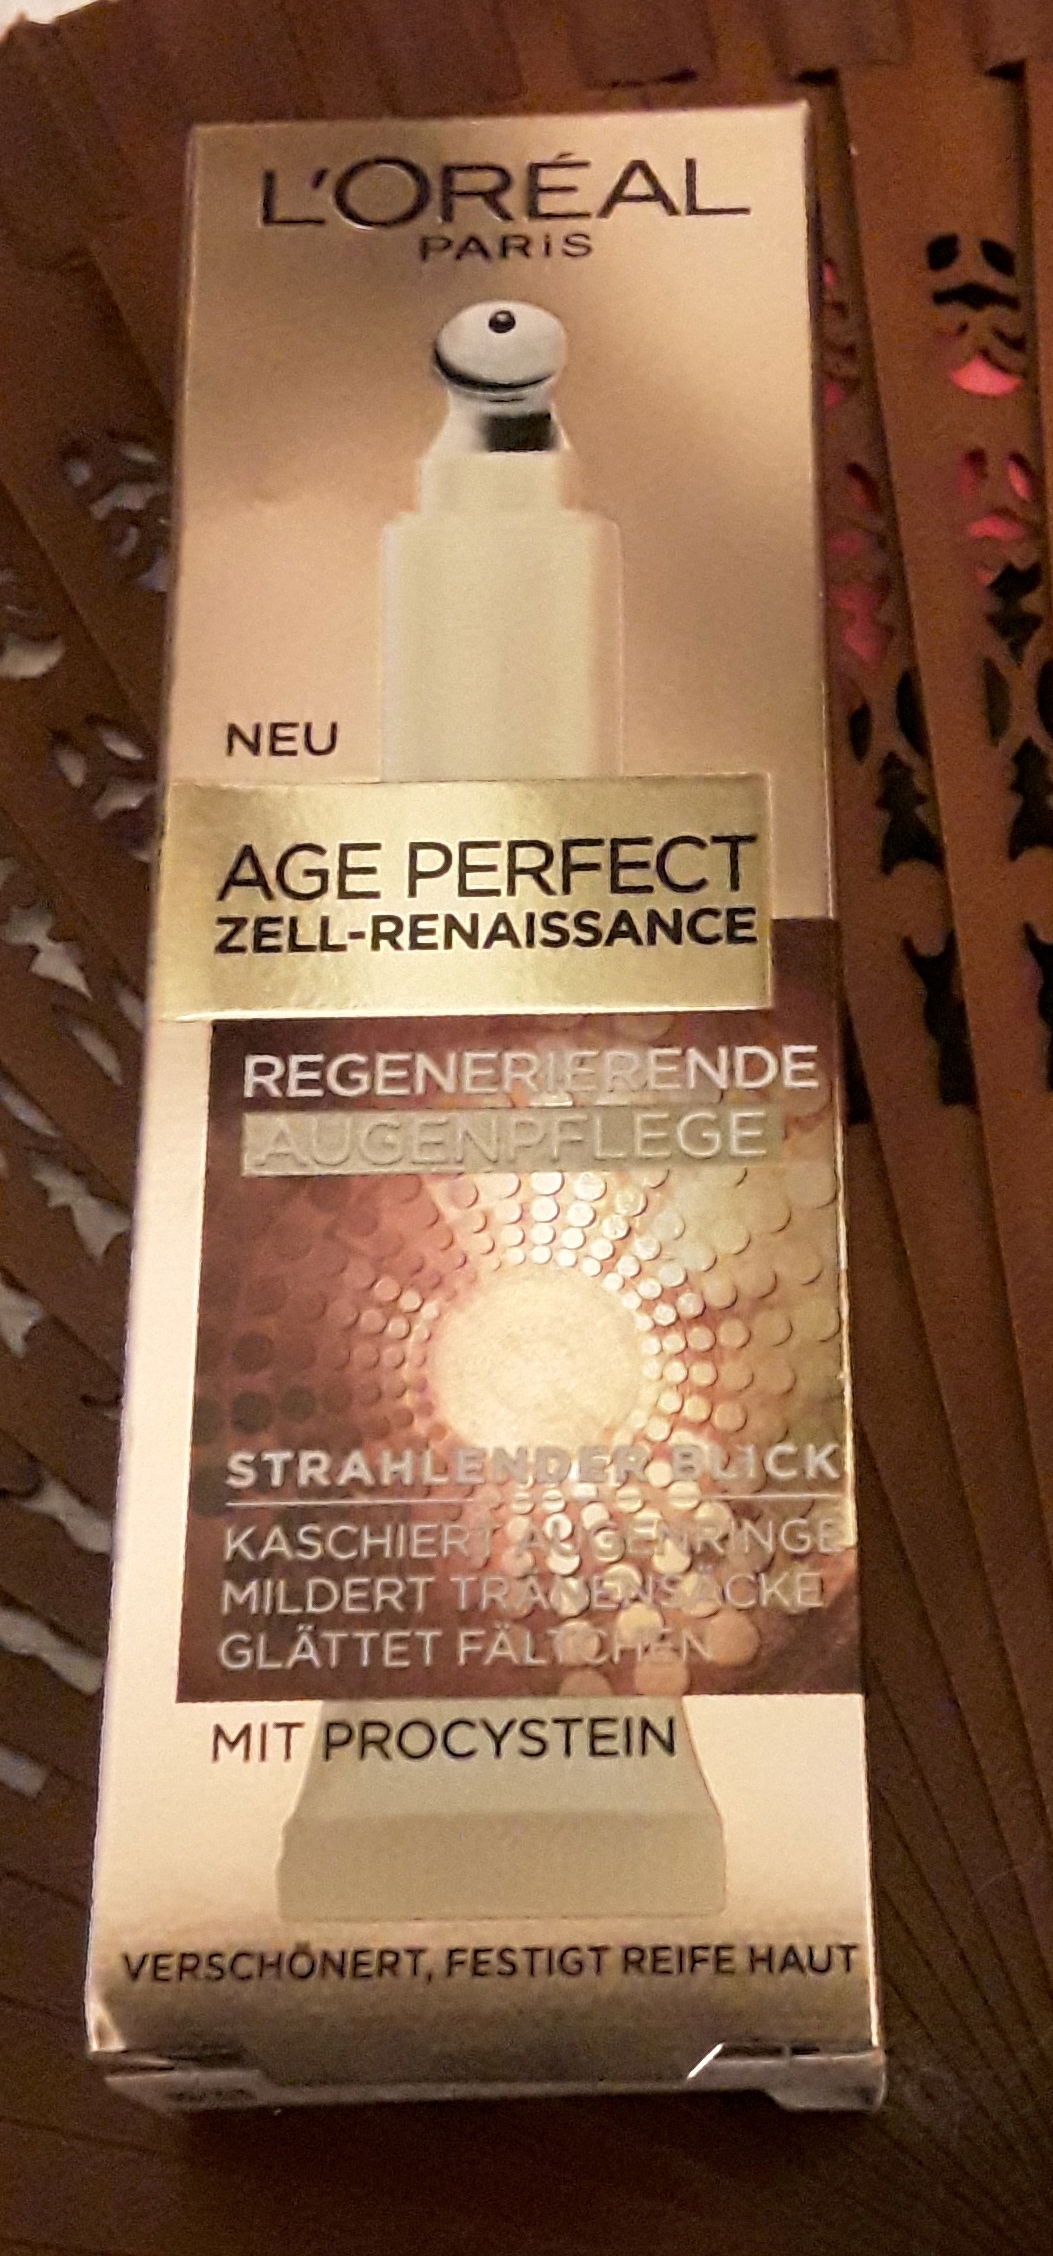 L'ORÉAL
PARIS
NEU
AGE PERFECT
ZELL-RENAISSANCE
REGENERIERENDE
AUGENPFLEGE
STRAHLENDER BLICK
KASCHIERT AUGENRINGE
MILDERT TRÄNENSÄCKE
GLÄTTET FÄLTCHEN
MIT PROCYSTEIN
VERSCHÖNERT, FESTIGT REIFE HAUT